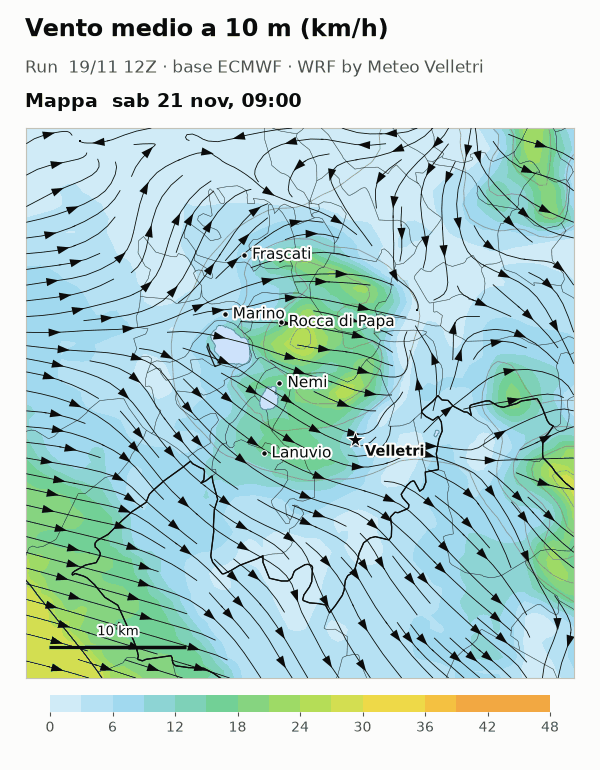 Vento medio a 10 m (km/h)
Run  19/11 12Z · base ECMWF · WRF by Meteo Velletri
Mappa  sab 21 nov, 09:00
Frascati
Marino
Rocca di Papa
Nemi
Velletri
Lanuvio
10 km
0 6 12 18 24 30 36 42 48